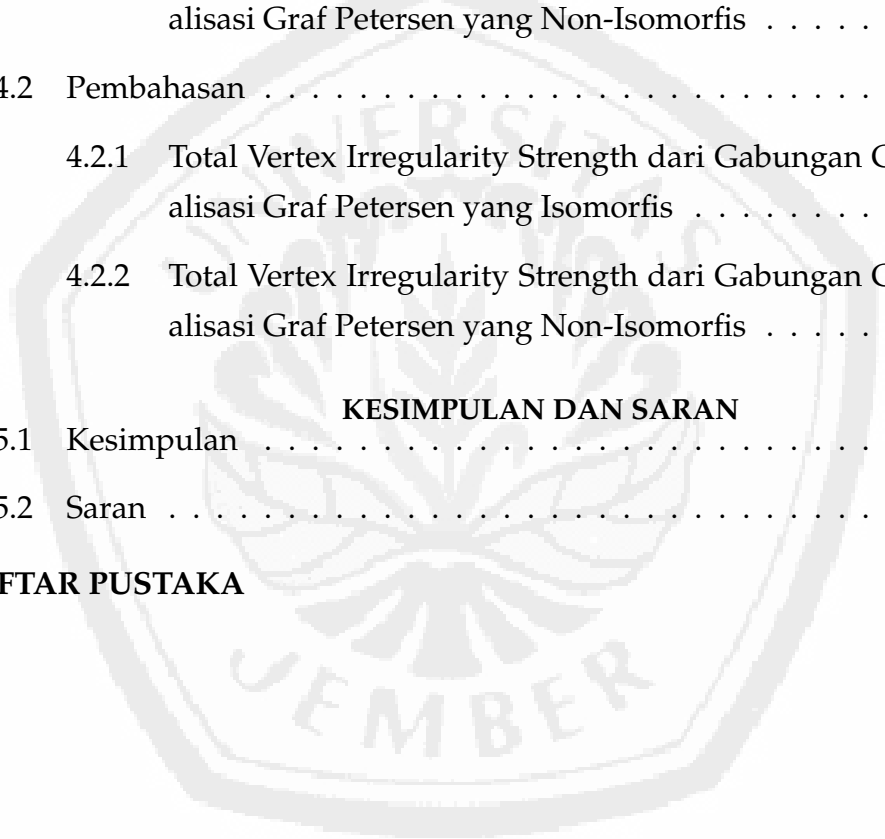 alisasi Graf Petersen yang Non-Isomorfis . . . . .
4.2 Pembahasan . . . . . . . . . . . . . . . . . . . . . . . . . .
4.2.1 Total Vertex Irregularity Strength dari Gabungan G
alisasi Graf Petersen yang Isomorfis . . . . . . . .
4.2.2 Total Vertex Irregularity Strength dari Gabungan G
alisasi Graf Petersen yang Non-Isomorfis . . . . .
KESIMPULAN DAN SARAN
5.1 Kesimpulan . . . . . . . . . . . . . . . . . . . . . . . . . .
5.2 Saran . . . . . . . . . . . . . . . . . . . . . . . . . . . . . .
FTAR PUSTAKA
UNIVERSITAS
JEMBER